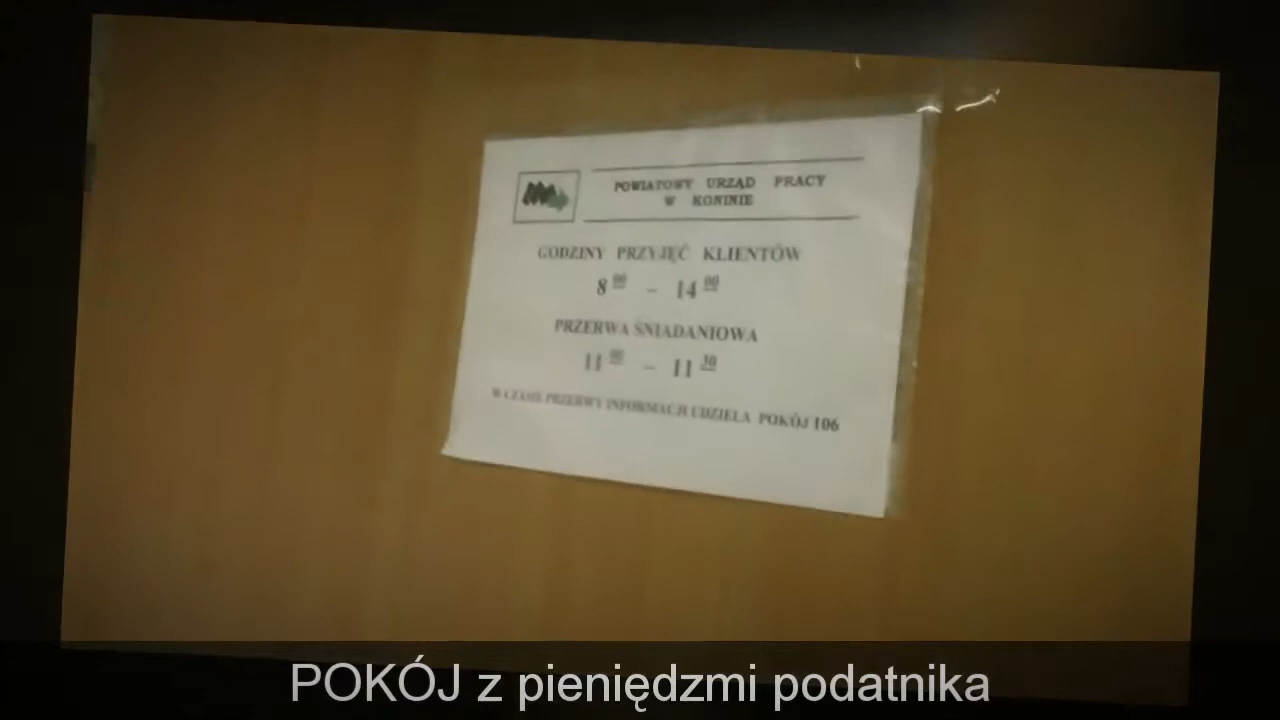 POWIATOWY URZĄD PRACY
W KONINIE
GODZINY PRZYJĘĆ KLIENTÓW
8 00 – 14 00
PRZERWA ŚNIADANIOWA
11 00 – 11 30
W CZASIE PRZERWY INFORMACJI UDZIELA POKÓJ 106
POKÓJ z pieniędzmi podatnika